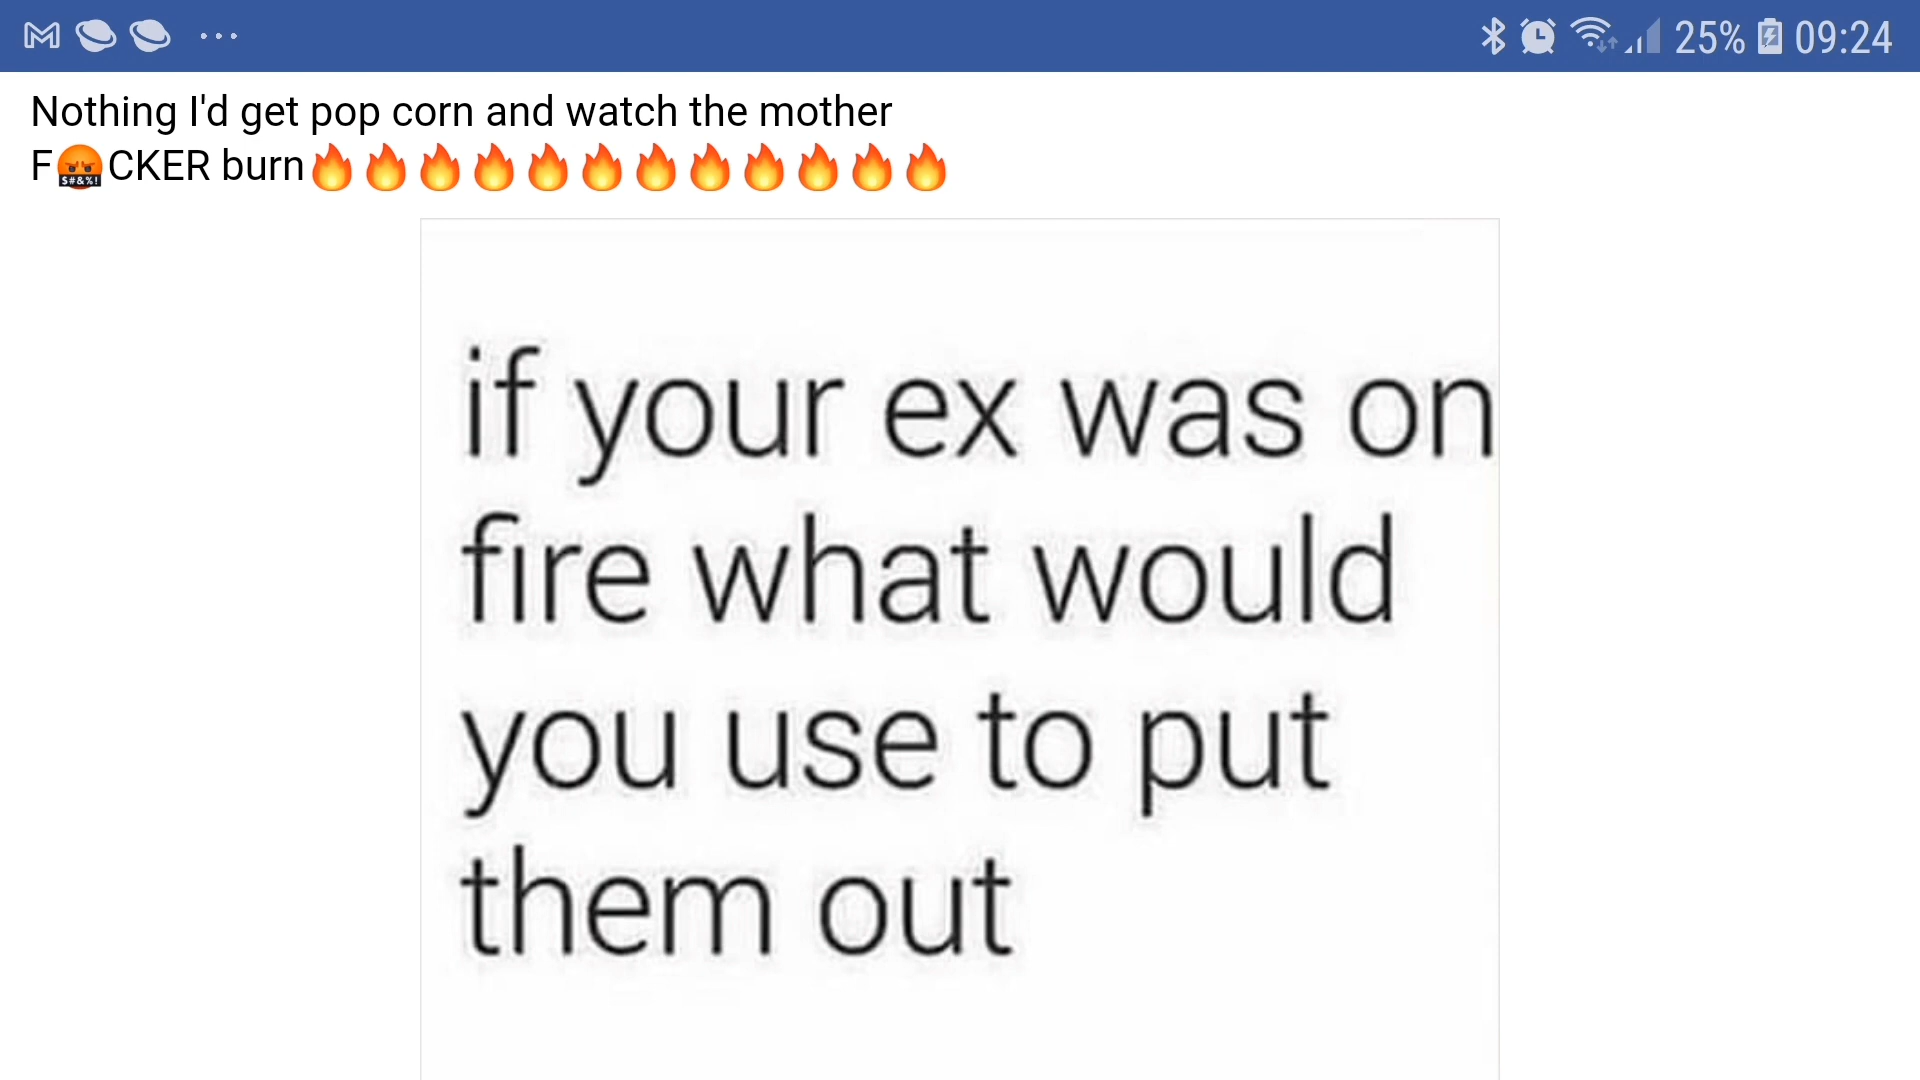 25% 09:24
Nothing I'd get pop corn and watch the mother
F🤬CKER burn🔥🔥🔥🔥🔥🔥🔥🔥🔥🔥🔥🔥
if your ex was on
fire what would
you use to put
them out